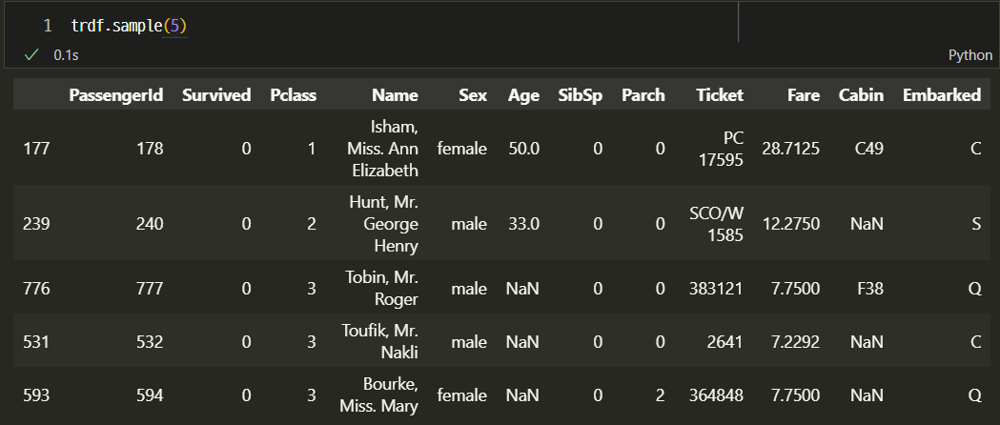 1 trdf.sample(5)
0.1s Python
PassengerId Survived Pclass Name Sex Age SibSp Parch Ticket Fare Cabin Embarked
177 178 0 1 Isham, Miss. Ann Elizabeth female 50.0 0 0 PC 17595 28.7125 C49 C
239 240 0 2 Hunt, Mr. George Henry male 33.0 0 0 SCO/W 1585 12.2750 NaN S
776 777 0 3 Tobin, Mr. Roger male NaN 0 0 383121 7.7500 F38 Q
531 532 0 3 Toufik, Mr. Nakli male NaN 0 0 2641 7.2292 NaN C
593 594 0 3 Bourke, Miss. Mary female NaN 0 2 364848 7.7500 NaN Q